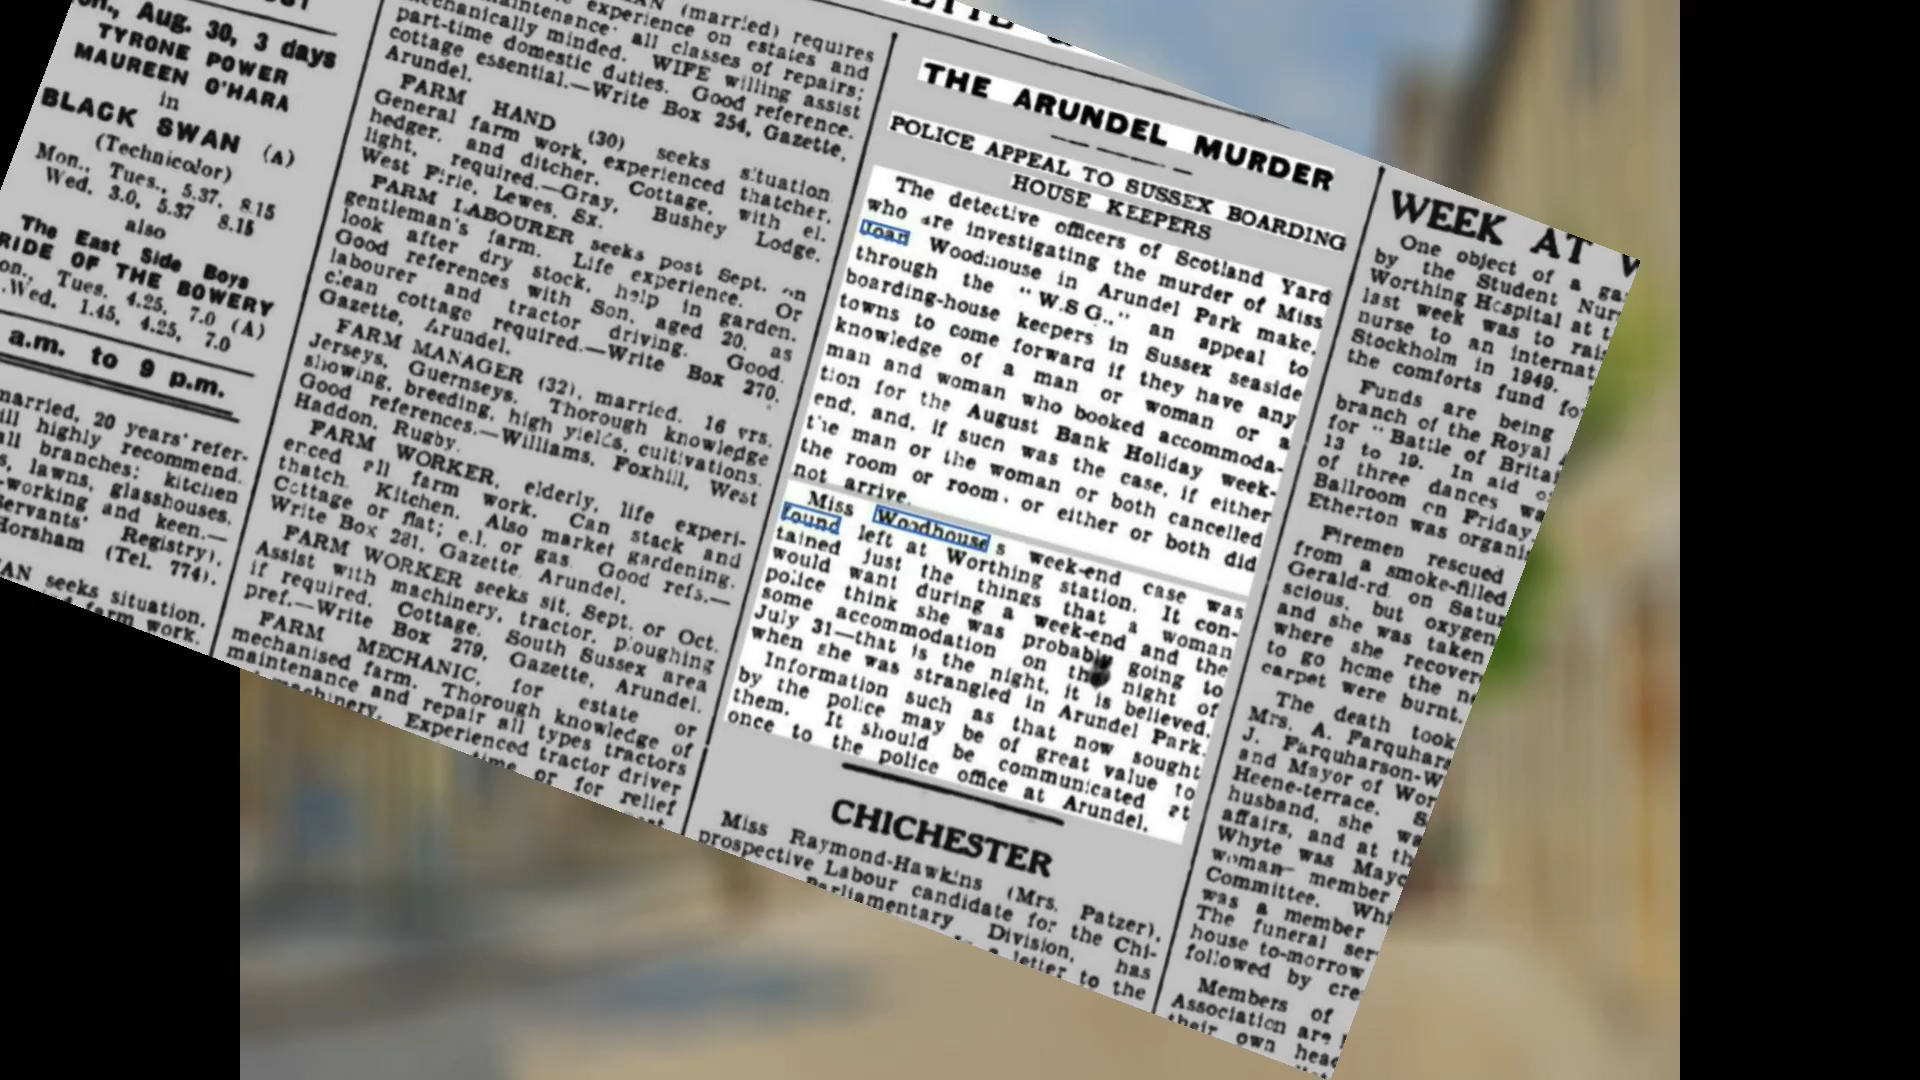 on., Aug. 30, 3 days
TYRONE POWER
MAUREEN O'HARA
in
BLACK SWAN (A)
(Technicolor)
Mon., Tues., 5.37, 8.15
Wed. 3.0, 5.37 8.15
also
The East Side Boys
RIDE OF THE BOWERY
on., Tues. 4.25, 7.0 (A)
Wed. 1.45, 4.25, 7.0
a.m. to 9 p.m.
married, 20 years' refer-
ill highly recommend.
all branches; kitchen
s, lawns, glasshouses,
-working and keen.—
Servants' Registry),
Horsham (Tel. 774).
AN seeks situation.
farm work.
AN (married) requires
experience on estates and
maintenance: all classes of repairs;
mechanically minded. WIFE willing assist
part-time domestic duties. Good reference.
cottage essential.—Write Box 254, Gazette,
Arundel.
FARM HAND (30) seeks situation
General farm work, experienced thatcher,
hedger, and ditcher. Cottage, with el.
light, required.—Gray, Bushey Lodge,
West Firle, Lewes, Sx.
FARM LABOURER seeks post Sept. on
gentleman's farm. Life experience. Or
look after dry stock, help in garden.
Good references with Son, aged 20, as
labourer and tractor driving. Good
clean cottage required.—Write Box 270,
Gazette, Arundel.
FARM MANAGER (32), married. 16 yrs.
Jerseys, Guernseys. Thorough knowledge
showing, breeding, high yields, cultivations.
Good references.—Williams, Foxhill, West
Haddon, Rugby.
FARM WORKER, elderly, life experi-
enced all farm work. Can stack and
thatch. Kitchen. Also market gardening.
Cottage or flat; e.l. or gas. Good refs.—
Write Box 281, Gazette, Arundel.
FARM WORKER seeks sit. Sept. or Oct.
Assist with machinery, tractor, ploughing
if required. Cottage. South Sussex area
pref.—Write Box 279, Gazette, Arundel.
FARM MECHANIC, for estate or
mechanised farm. Thorough knowledge of
maintenance and repair all types tractors
machinery. Experienced tractor driver
time or for relief
THE ARUNDEL MURDER
POLICE APPEAL TO SUSSEX BOARDING
HOUSE KEEPERS
The detective officers of Scotland Yard
who are investigating the murder of Miss
Joan Woodhouse in Arundel Park make,
through the "W.S G.," an appeal to
boarding-house keepers in Sussex seaside
towns to come forward if they have any
knowledge of a man or woman or a
man and woman who booked accommoda-
tion for the August Bank Holiday week-
end, and, if such was the case, if either
the man or the woman or both cancelled
the room or room, or either or both did
not arrive.
Miss Woodhouse s week-end case was
found left at Worthing station. It con-
tained just the things that a woman
would want during a week-end and the
police think she was probably going to
some accommodation on the night of
July 31—that is the night, it is believed,
when she was strangled in Arundel Park.
Information such as that now sought
by the police may be of great value to
them. It should be communicated at
once to the police office at Arundel.
CHICHESTER
Miss Raymond-Hawkins (Mrs. Patzer),
prospective Labour candidate for the Chi-
parliamentary Division, has
letter to the
WEEK AT W
One object of a ga
by the Student Nur
Worthing Hospital at t
last week was to rais
nurse to an internat
Stockholm in 1949.
the comforts fund fo
Funds are being
branch of the Royal
for "Battle of Britai
13 to 19. In aid o
of three dances wa
Ballroom on Friday
Etherton was organis
Firemen rescued
from a smoke-filled
Gerald-rd. on Satur
scious, but oxygen
and she was taken
where she recover
to go home the ne
carpet were burnt.
The death took
Mrs. A. Farquhars
J. Farquharson-W
and Mayor of Wor
Heene-terrace. S
husband, she wa
affairs, and at th
Whyte was Mayo
woman member
Committee. Whi
was a member
The funeral ser
house to-morrow
followed by cre
Members of
Association are
their own head